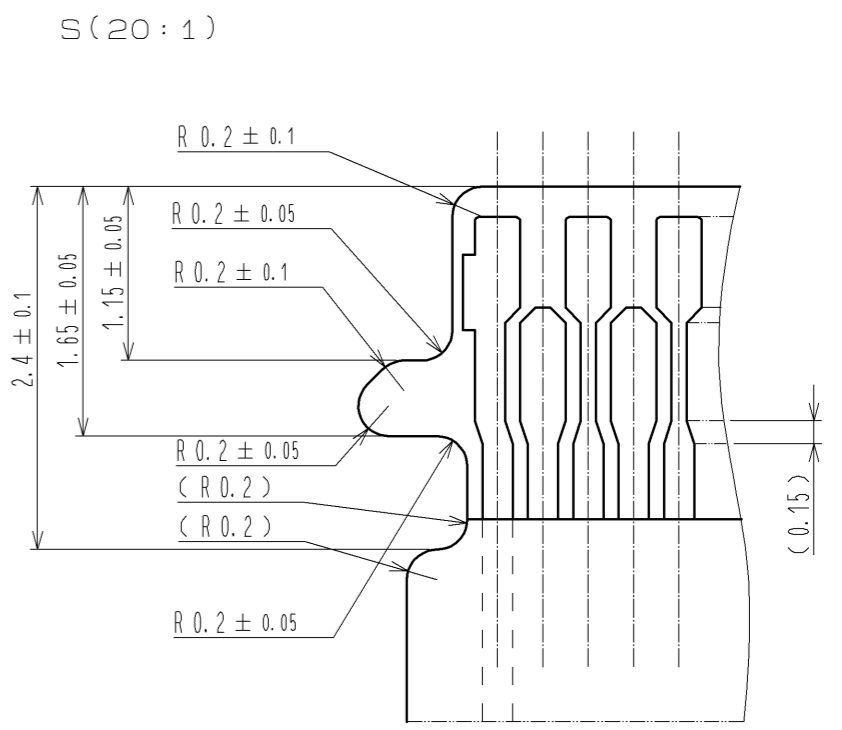 S(20:1)
R 0.2 ± 0.1
R 0.2 ± 0.05
R 0.2 ± 0.1
1.15 ± 0.05
1.65 ± 0.05
2.4 ± 0.1
R 0.2 ± 0.05
(R 0.2)
(R 0.2)
R 0.2 ± 0.05
(0.15)